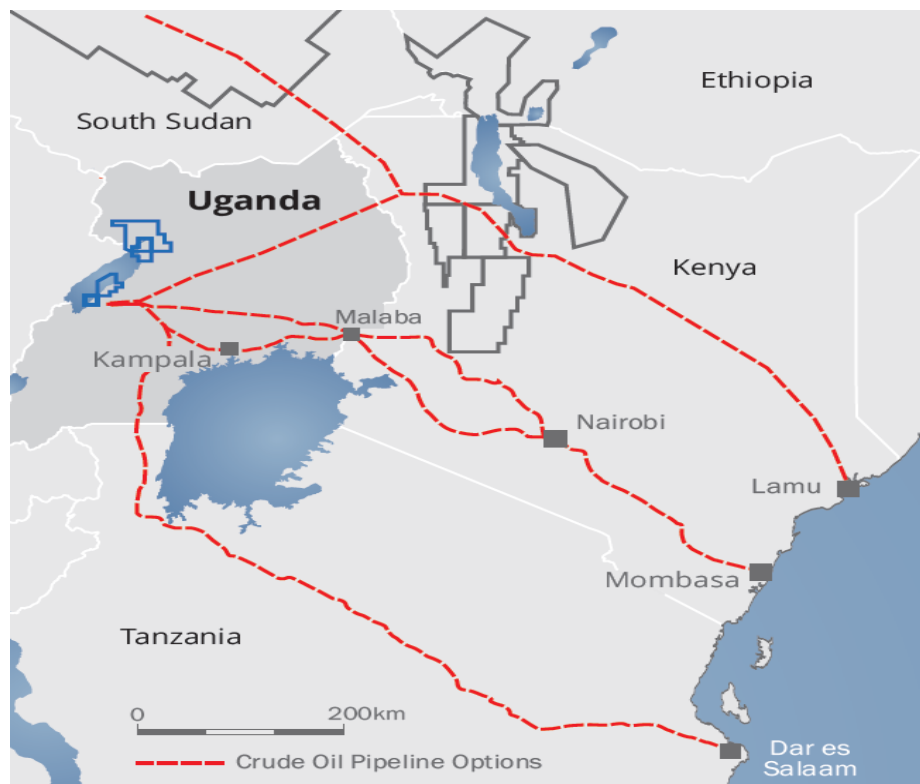 Ethiopia
South Sudan
Uganda
Kenya
Malaba
Kampala
Nairobi
Lamu
Mombasa
Tanzania
0 200km
Dar es
Salaam
Crude Oil Pipeline Options